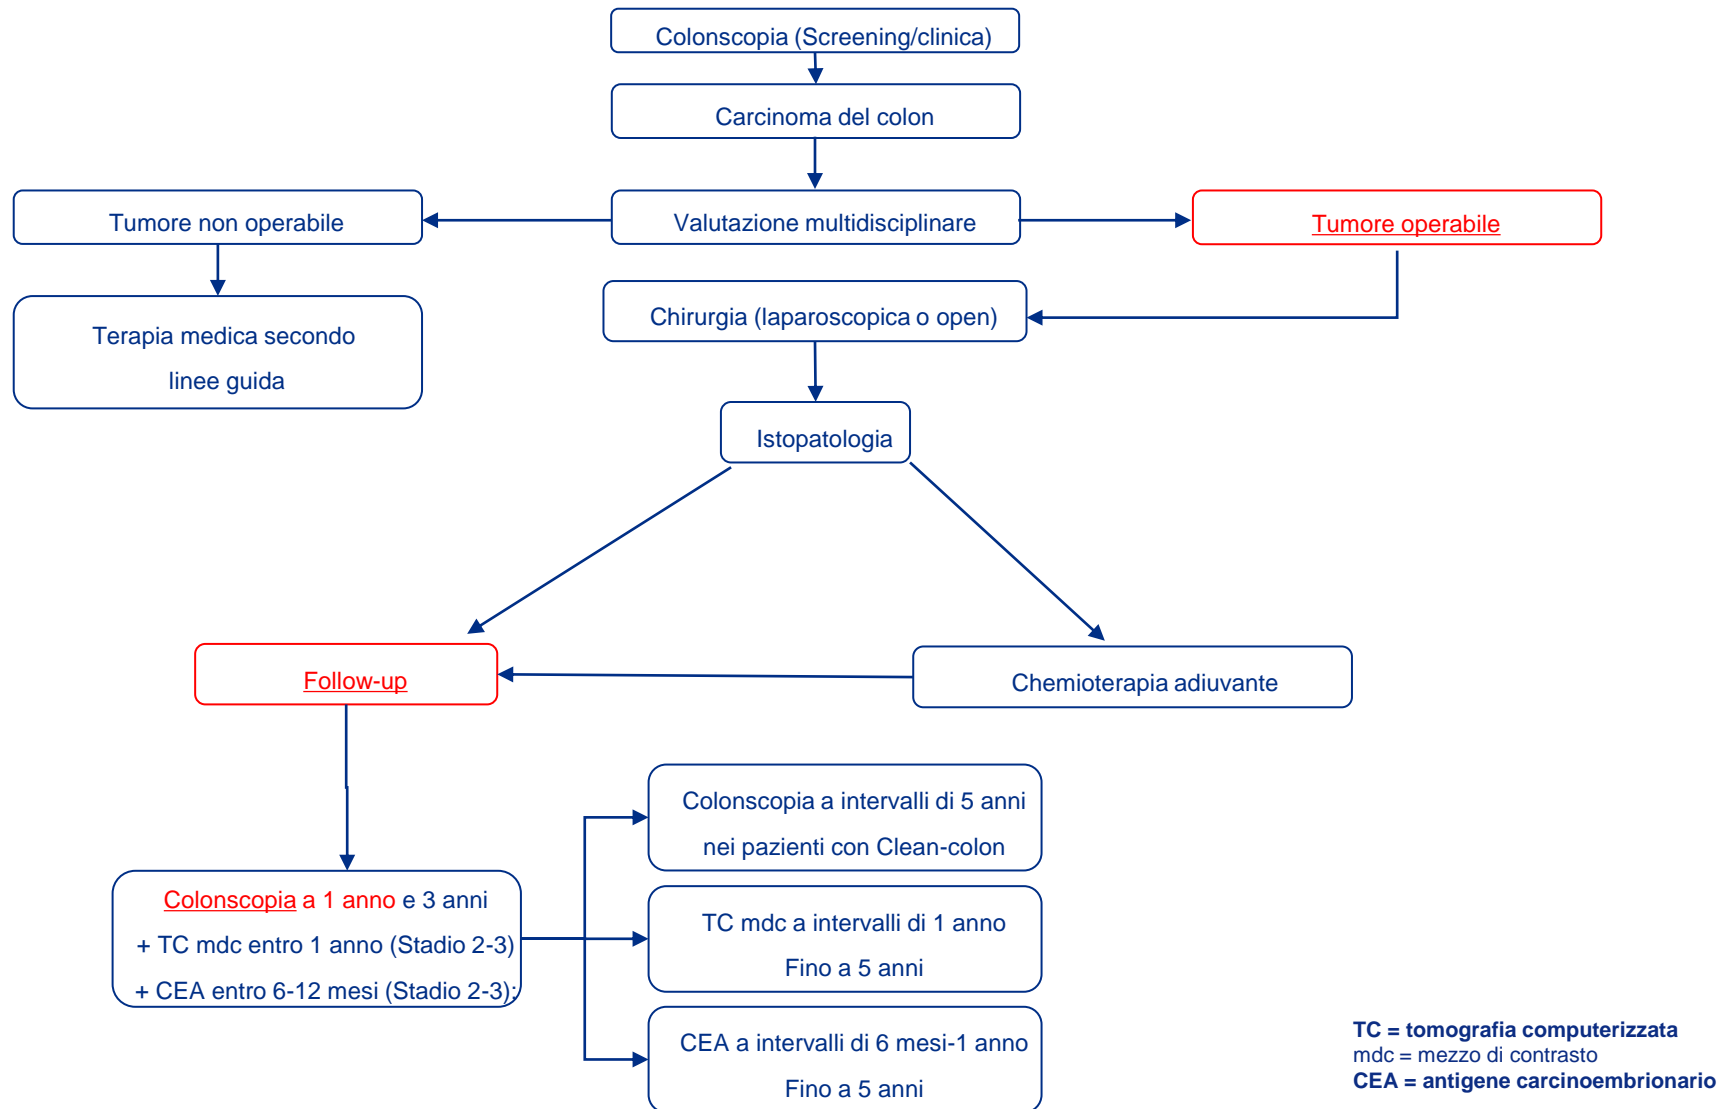 Colonscopia (Screening/clinica)
Carcinoma del colon
Tumore non operabile
Valutazione multidisciplinare
Tumore operabile
Terapia medica secondo
linee guida
Chirurgia (laparoscopica o open)
Istopatologia
Follow-up
Chemioterapia adiuvante
Colonscopia a 1 anno e 3 anni
+ TC mdc entro 1 anno (Stadio 2-3)
+ CEA entro 6-12 mesi (Stadio 2-3);
Colonscopia a intervalli di 5 anni
nei pazienti con Clean-colon
TC mdc a intervalli di 1 anno
Fino a 5 anni
CEA a intervalli di 6 mesi-1 anno
Fino a 5 anni
TC = tomografia computerizzata
mdc = mezzo di contrasto
CEA = antigene carcinoembrionario